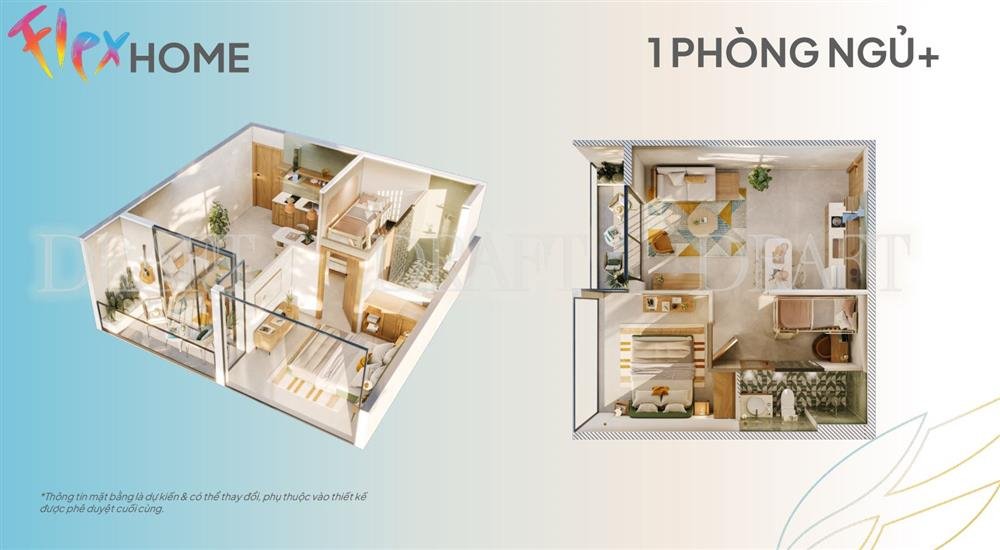 Flex HOME
1 PHÒNG NGỦ+
DRAFT DRAFT DRAFT
*Thông tin mặt bằng là dự kiến & có thể thay đổi, phụ thuộc vào thiết kế
được phê duyệt cuối cùng.